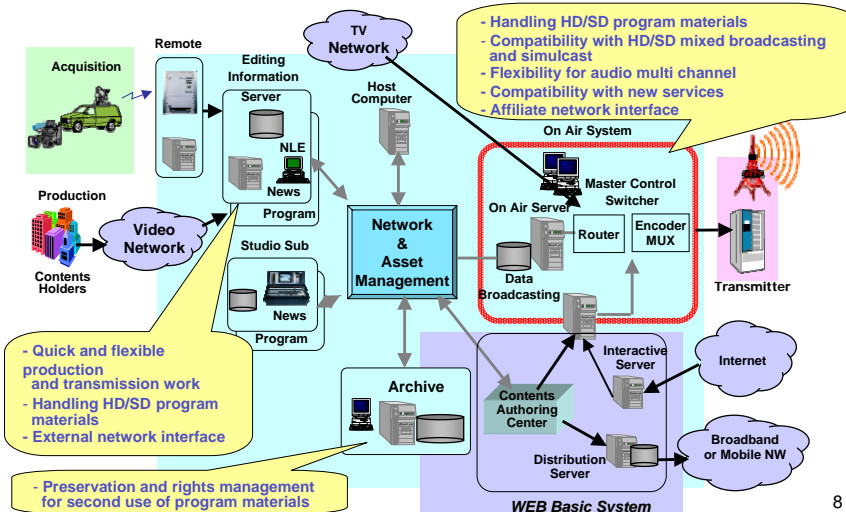 - Handling HD/SD program materials
- Compatibility with HD/SD mixed broadcasting
and simulcast
- Flexibility for audio multi channel
- Compatibility with new services
- Affiliate network interface
TV
Network
Remote
Acquisition
Editing
Information
Server
NLE
News
Program
Host
Computer
On Air System
Master Control
Switcher
On Air Server
Router
Encoder
MUX
Data
Broadcasting
Transmitter
Production
Contents
Holders
Video
Network
Studio Sub
News
Program
Network
&
Asset
Management
- Quick and flexible
production
and transmission work
- Handling HD/SD program
materials
- External network interface
Archive
Contents
Authoring
Center
Interactive
Server
Internet
Distribution
Server
Broadband
or Mobile NW
- Preservation and rights management
for second use of program materials
WEB Basic System
8